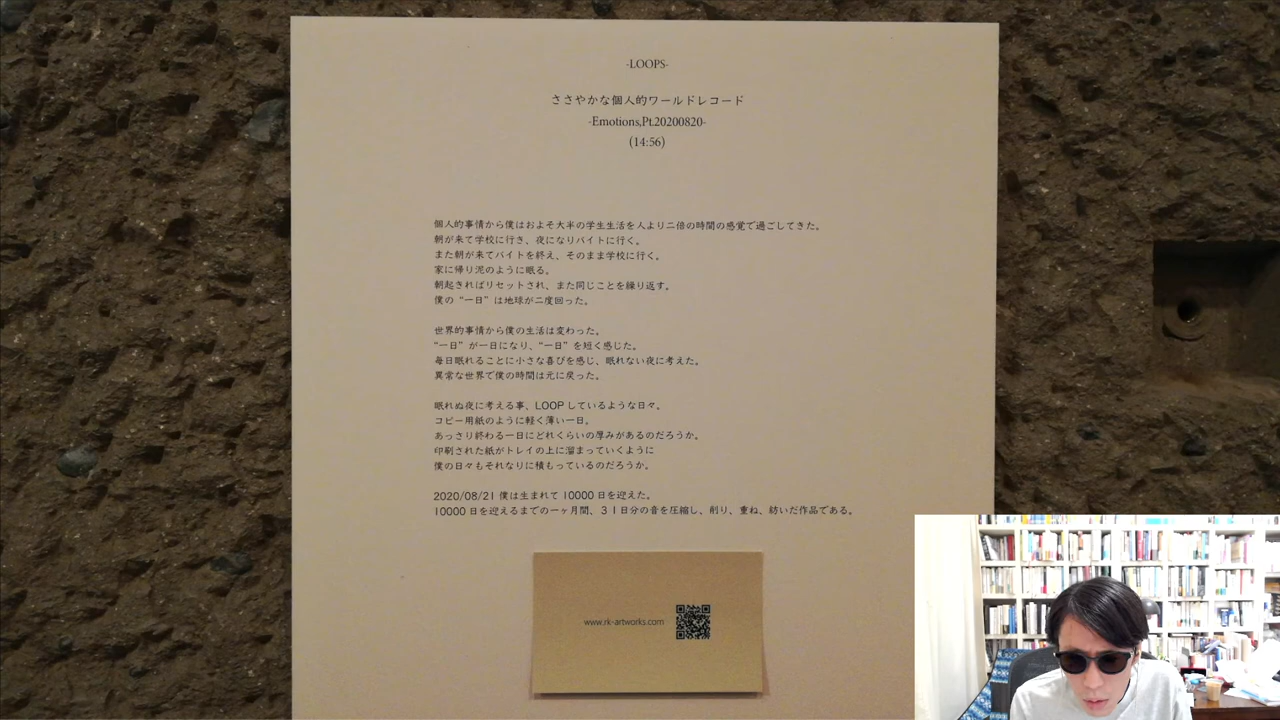 -LOOPS-
ささやかな個人的ワールドレコード
-Emotions,Pt.20200820-
(14:56)
個人的事情から僕はおよそ大半の学生生活を人より二倍の時間の感覚で過ごしてきた。
朝が来て学校に行き、夜になりバイトに行く。
また朝が来てバイトを終え、そのまま学校に行く。
家に帰り泥のように眠る。
朝起きればリセットされ、また同じことを繰り返す。
僕の“一日”は地球が二度回った。
世界的事情から僕の生活は変わった。
“一日”が一日になり、“一日”を短く感じた。
毎日眠れることに小さな喜びを感じ、眠れない夜に考えた。
異常な世界で僕の時間は元に戻った。
眠れぬ夜に考える事、LOOPしているような日々。
コピー用紙のように軽く薄い一日。
あっさり終わる一日にどれくらいの厚みがあるのだろうか。
印刷された紙がトレイの上に溜まっていくように
僕の日々もそれなりに積もっているのだろうか。
2020/08/21 僕は生まれて 10000 日を迎えた。
10000 日を迎えるまでの一ヶ月間、31日分の音を圧縮し、削り、重ね、紡いだ作品である。
www.rk-artworks.com